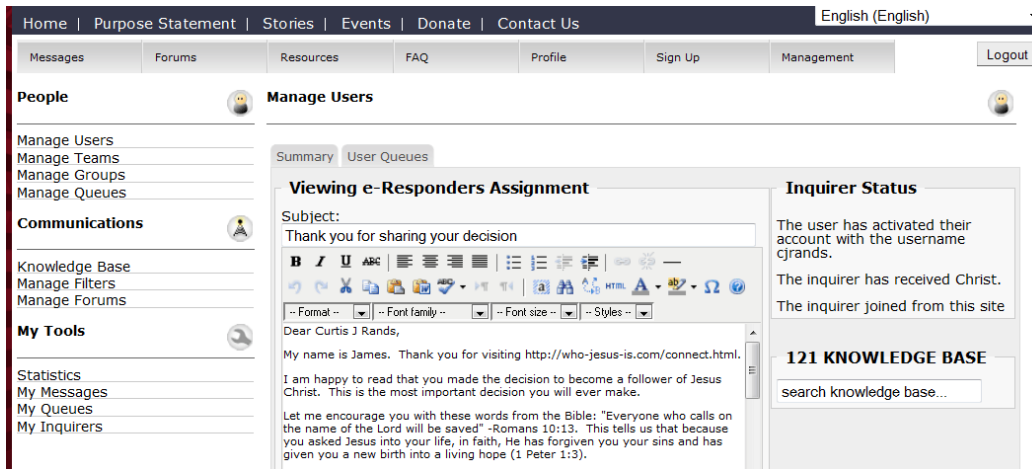 Home | Purpose Statement | Stories | Events | Donate | Contact Us
English (English)
Messages Forums Resources FAQ Profile Sign Up Management Logout
People
Manage Users
Manage Teams
Manage Groups
Manage Queues
Communications
Knowledge Base
Manage Filters
Manage Forums
My Tools
Statistics
My Messages
My Queues
My Inquirers
Manage Users
Summary User Queues
Viewing e-Responders Assignment
Subject:
Thank you for sharing your decision
B I U ABC
HTML A ab
-- Format -- -- Font family -- -- Font size -- -- Styles --
Dear Curtis J Rands,
My name is James. Thank you for visiting http://who-jesus-is.com/connect.html.
I am happy to read that you made the decision to become a follower of Jesus
Christ. This is the most important decision you will ever make.
Let me encourage you with these words from the Bible: "Everyone who calls on
the name of the Lord will be saved" -Romans 10:13. This tells us that because
you asked Jesus into your life, in faith, He has forgiven you your sins and has
given you a new birth into a living hope (1 Peter 1:3).
Inquirer Status
The user has activated their
account with the username
cjrands.
The inquirer has received Christ.
The inquirer joined from this site
121 KNOWLEDGE BASE
search knowledge base...